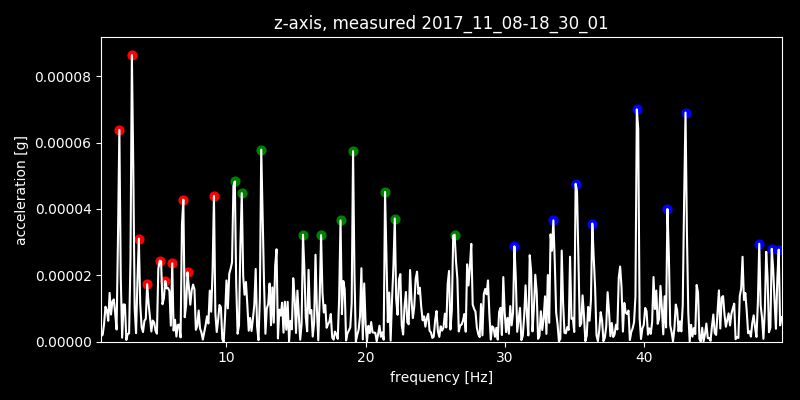 z-axis, measured 2017_11_08-18_30_01
0.00008
0.00006
0.00004
0.00002
0.00000
acceleration [g]
10 20 30 40
frequency [Hz]